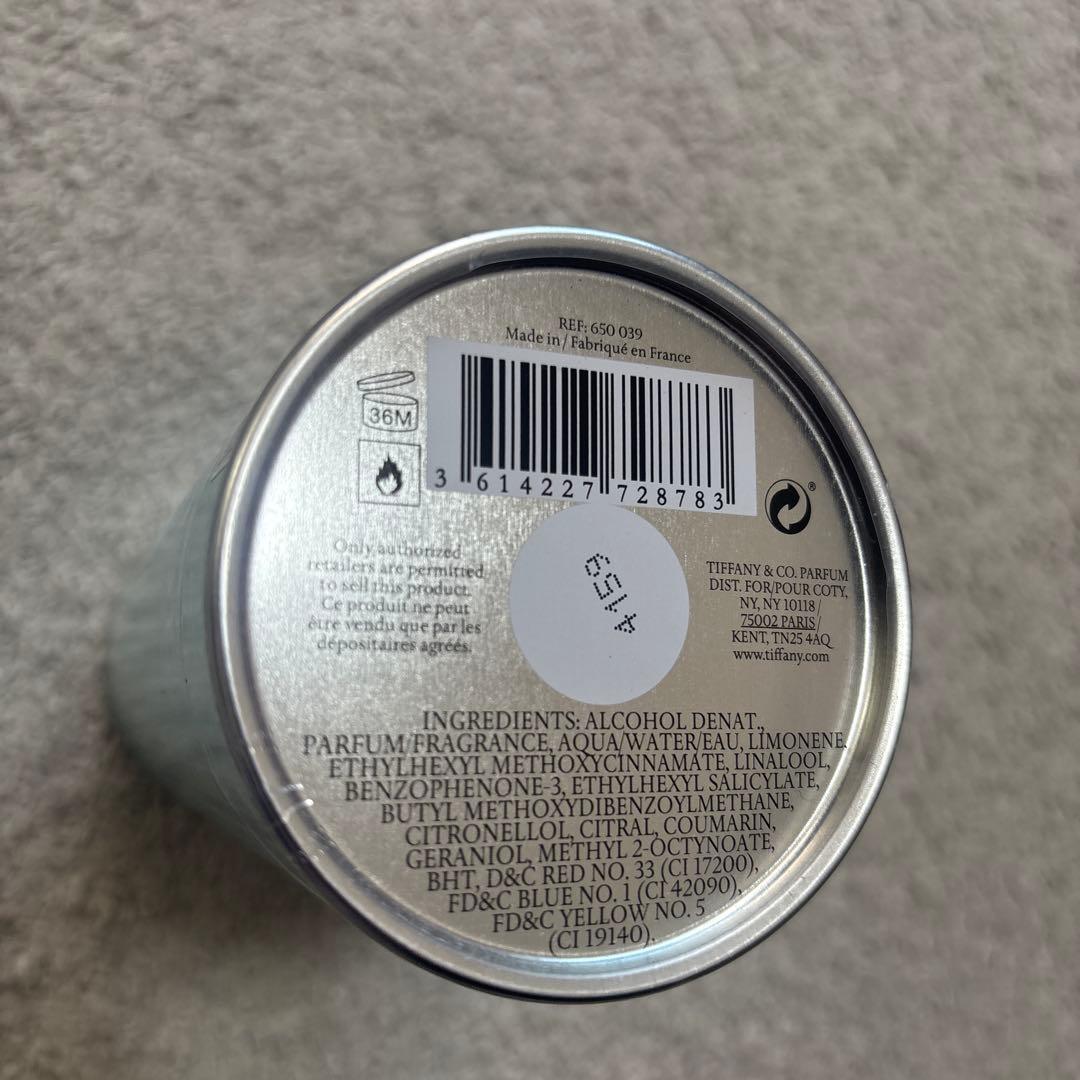 REF: 650 039
Made in / Fabriqué en France
36M
3 614227 728783
®
Only authorized
retailers are permitted
to sell this product.
Ce produit ne peut
être vendu que par les
dépositaires agréés.
A159
TIFFANY & CO. PARFUM
DIST. FOR/POUR COTY,
NY, NY 10118 /
75002 PARIS /
KENT, TN25 4AQ
www.tiffany.com
INGREDIENTS: ALCOHOL DENAT.,
PARFUM/FRAGRANCE, AQUA/WATER/EAU, LIMONENE,
ETHYLHEXYL METHOXYCINNAMATE, LINALOOL,
BENZOPHENONE-3, ETHYLHEXYL SALICYLATE,
BUTYL METHOXYDIBENZOYLMETHANE,
CITRONELLOL, CITRAL, COUMARIN,
GERANIOL, METHYL 2-OCTYNOATE,
BHT, D&C RED NO. 33 (CI 17200),
FD&C BLUE NO. 1 (CI 42090),
FD&C YELLOW NO. 5
(CI 19140).